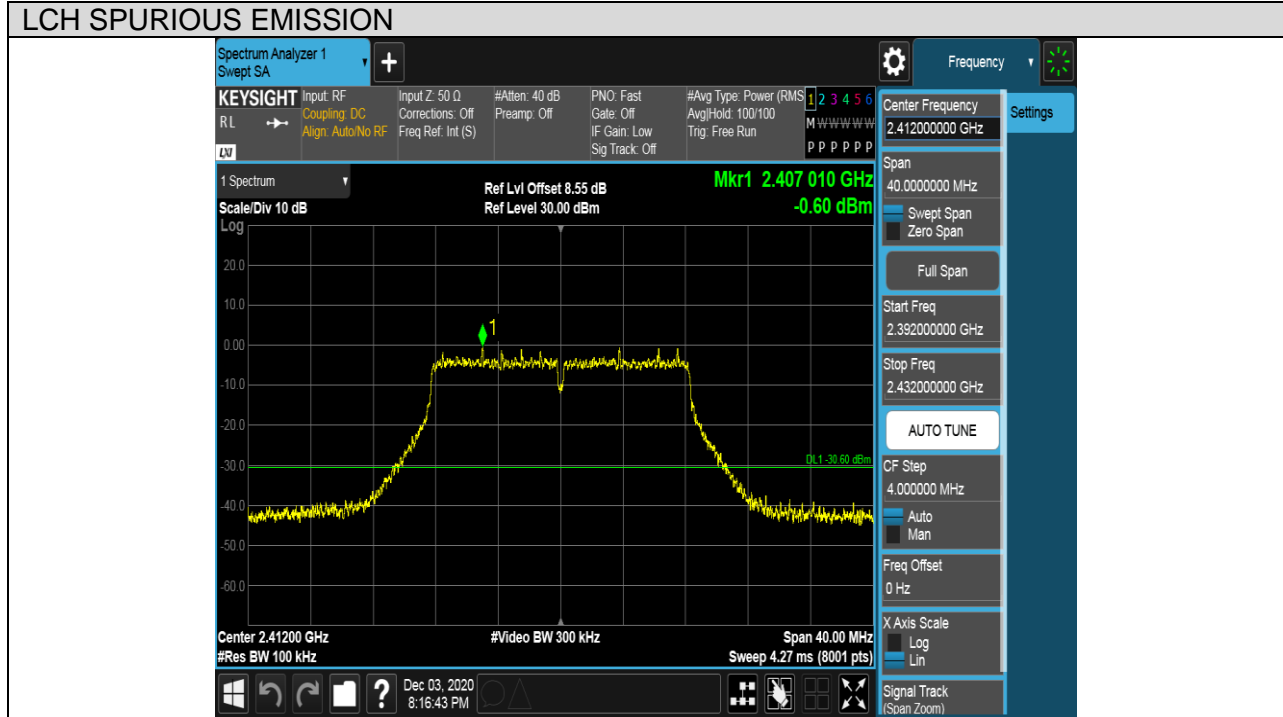 LCH SPURIOUS EMISSION
Spectrum Analyzer 1
Swept SA
+
Frequency
KEYSIGHT
RL
LXI
Input: RF
Coupling: DC
Align: Auto/No RF
Input Z: 50 Ω
Corrections: Off
Freq Ref: Int (S)
#Atten: 40 dB
Preamp: Off
PNO: Fast
Gate: Off
IF Gain: Low
Sig Track: Off
#Avg Type: Power (RMS
Avg|Hold: 100/100
Trig: Free Run
1 2 3 4 5 6
M W W W W W
P P P P P P
1 Spectrum
Scale/Div 10 dB
Log
Ref Lvl Offset 8.55 dB
Ref Level 30.00 dBm
Mkr1 2.407 010 GHz
-0.60 dBm
20.0
10.0
0.00
-10.0
-20.0
-30.0
-40.0
-50.0
-60.0
1
DL1 -30.60 dBm
Center 2.41200 GHz
#Res BW 100 kHz
#Video BW 300 kHz
Span 40.00 MHz
Sweep 4.27 ms (8001 pts)
?
Dec 03, 2020
8:16:43 PM
Center Frequency
2.412000000 GHz
Span
40.0000000 MHz
Swept Span
Zero Span
Full Span
Start Freq
2.392000000 GHz
Stop Freq
2.432000000 GHz
AUTO TUNE
CF Step
4.000000 MHz
Auto
Man
Freq Offset
0 Hz
X Axis Scale
Log
Lin
Signal Track
(Span Zoom)
Settings